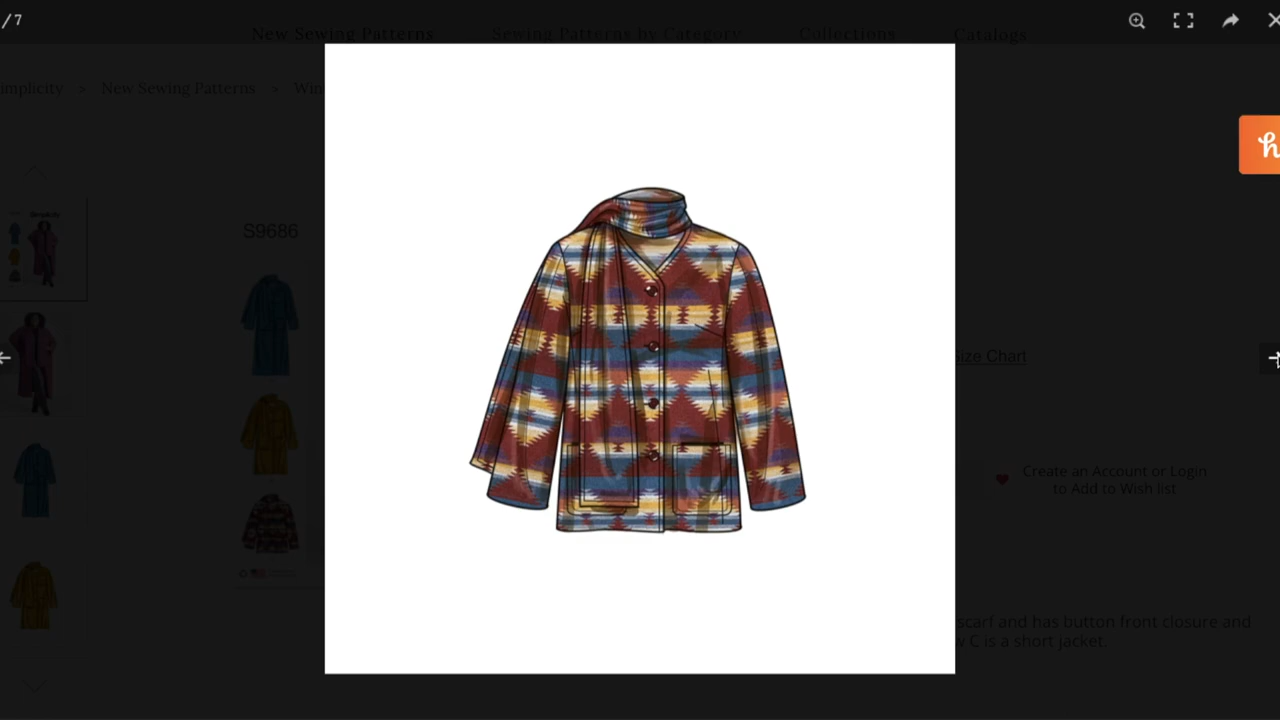 / 7
New Sewing Patterns Sewing Patterns by Category Collections Catalogs
implicity > New Sewing Patterns > Win
h
S9686
Size Chart
Create an Account or Login
to Add to Wish list
scarf and has button front closure and
w C is a short jacket.